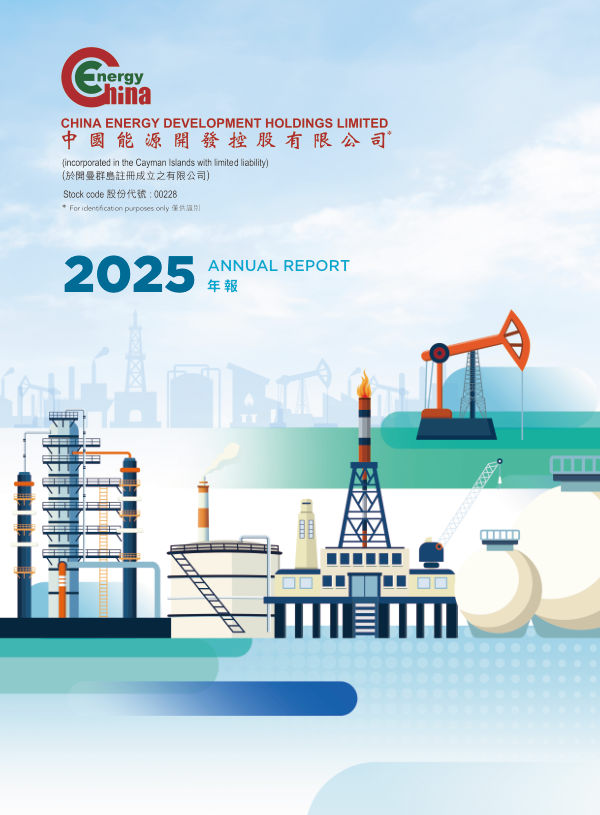 Energy
China
CHINA ENERGY DEVELOPMENT HOLDINGS LIMITED
中國能源開發控股有限公司*
(incorporated in the Cayman Islands with limited liability)
(於開曼群島註冊成立之有限公司)
Stock code 股份代號 : 00228
* For identification purposes only 僅供識別
2025 ANNUAL REPORT
年報